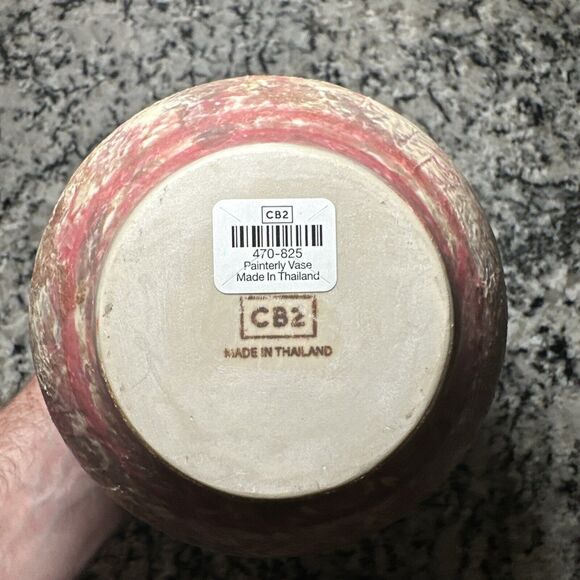 CB2
470-825
Painterly Vase
Made In Thailand
CB2
MADE IN THAILAND